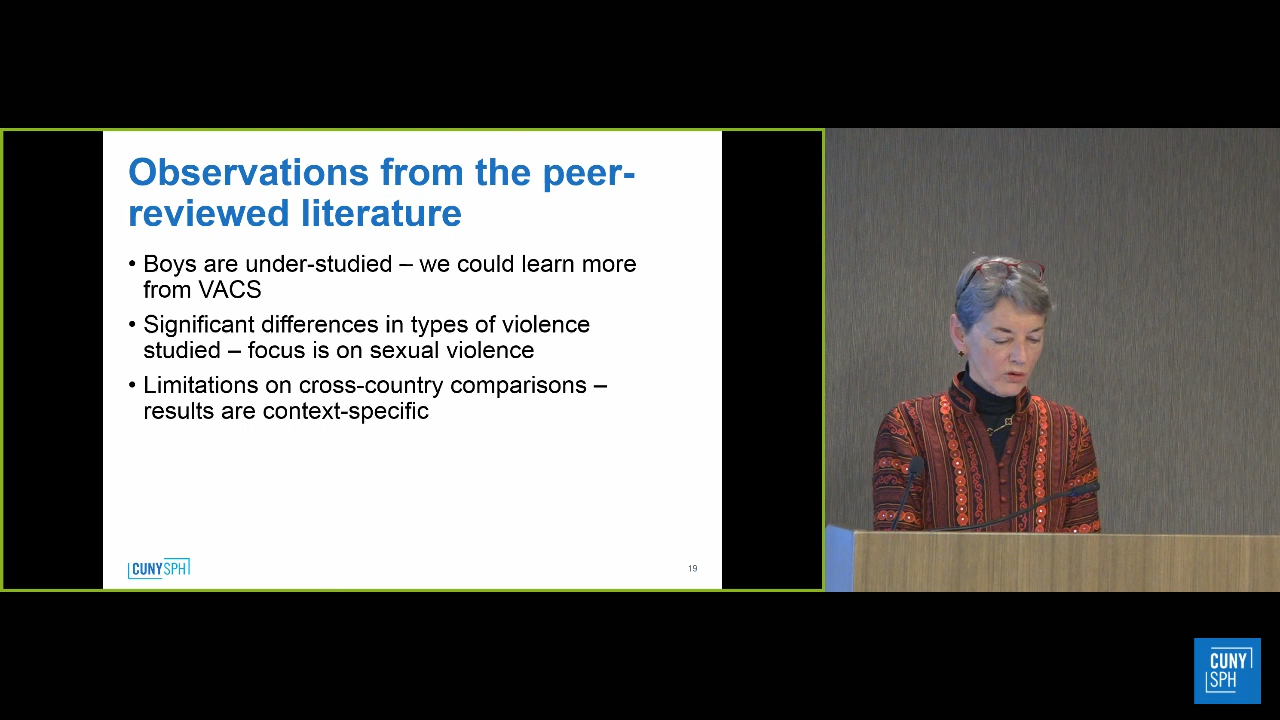 Observations from the peer-
reviewed literature
• Boys are under-studied – we could learn more
from VACS
• Significant differences in types of violence
studied – focus is on sexual violence
• Limitations on cross-country comparisons –
results are context-specific
CUNYSPH
19
CUNY
SPH